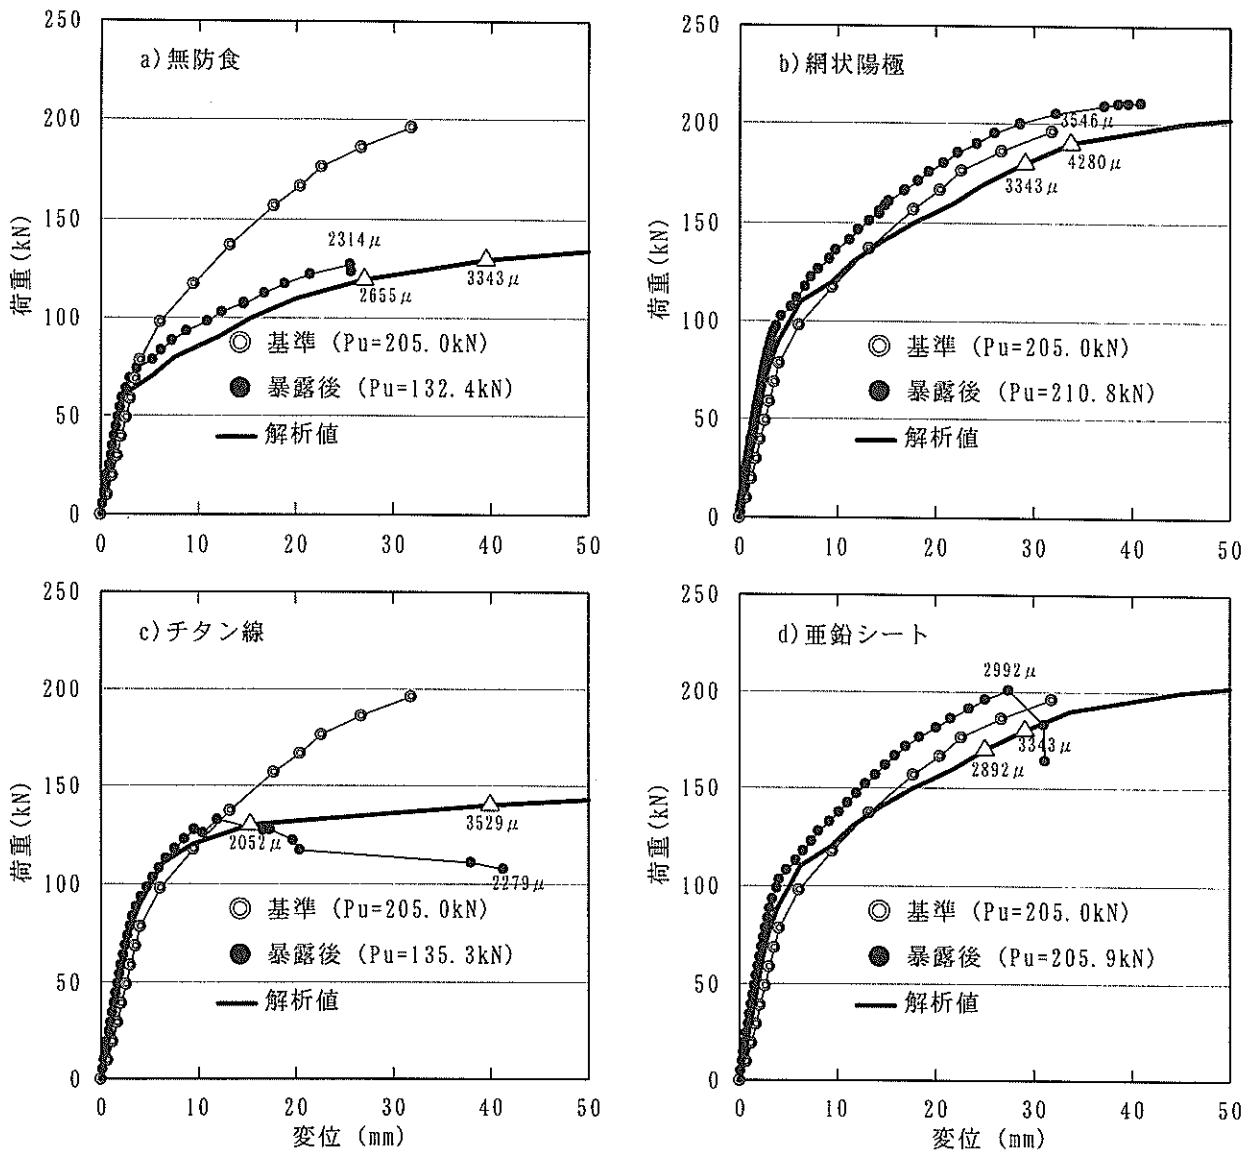 250
200
150
100
50
0
荷重(kN)
a)無防食
2314μ
2655μ
3343μ
基準 (Pu=205.0kN)
暴露後 (Pu=132.4kN)
解析値
0 10 20 30 40 50
250
200
150
100
50
0
荷重(kN)
b)網状陽極
3546μ
4280μ
3343μ
基準 (Pu=205.0kN)
暴露後 (Pu=210.8kN)
解析値
0 10 20 30 40 50
250
200
150
100
50
0
荷重(kN)
c)チタン線
2052μ
3529μ
2279μ
基準 (Pu=205.0kN)
暴露後 (Pu=135.3kN)
解析値
0 10 20 30 40 50
変位 (mm)
250
200
150
100
50
0
荷重(kN)
d)亜鉛シート
2992μ
3343μ
2892μ
基準 (Pu=205.0kN)
暴露後 (Pu=205.9kN)
解析値
0 10 20 30 40 50
変位 (mm)